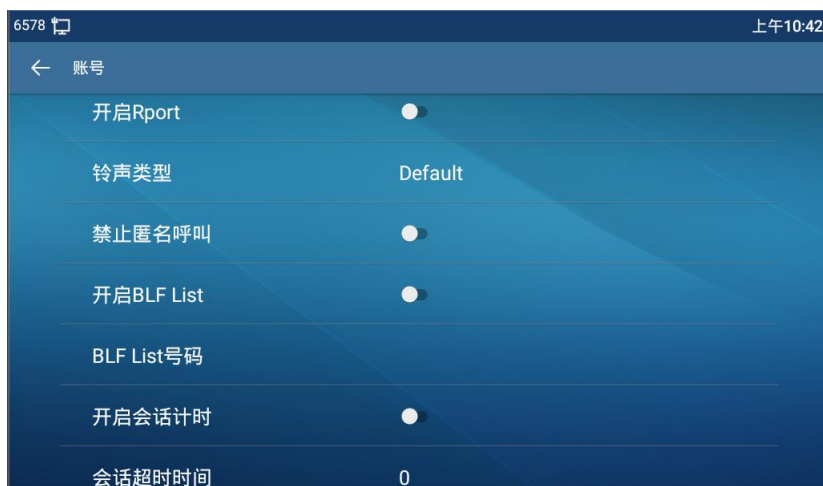 6578 上午10:42
账号
开启Rport
铃声类型 Default
禁止匿名呼叫
开启BLF List
BLF List号码
开启会话计时
会话超时时间 0